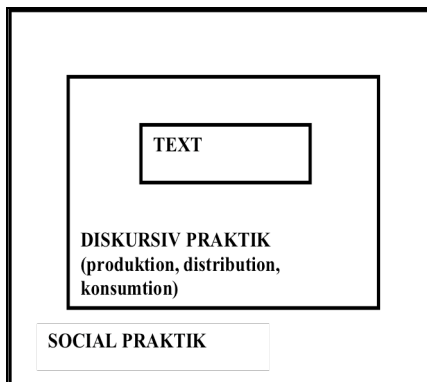 TEXT
DISKURSIV PRAKTIK
(produktion, distribution,
konsumtion)
SOCIAL PRAKTIK